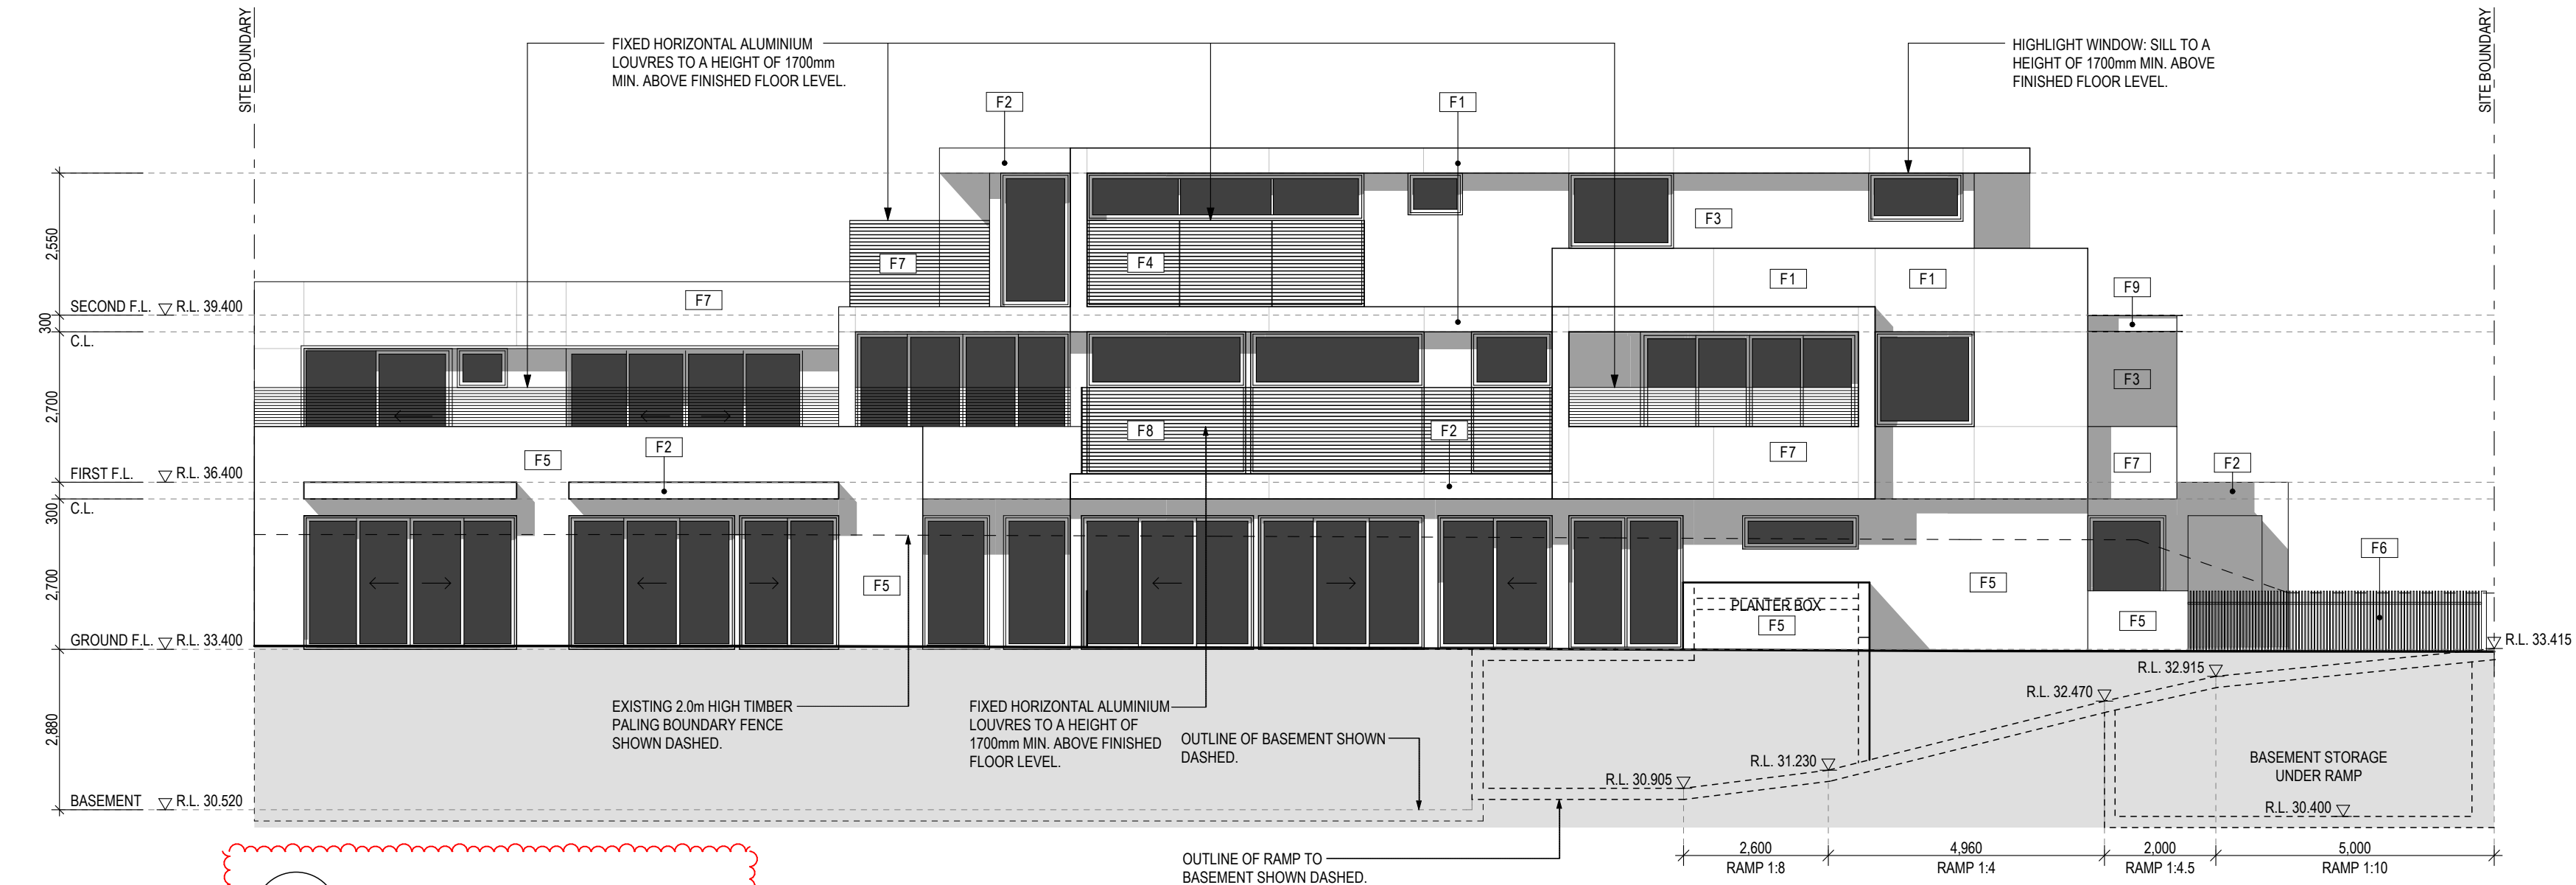 SITE BOUNDARY
FIXED HORIZONTAL ALUMINIUM
LOUVRES TO A HEIGHT OF 1700mm
MIN. ABOVE FINISHED FLOOR LEVEL.
HIGHLIGHT WINDOW: SILL TO A
HEIGHT OF 1700mm MIN. ABOVE
FINISHED FLOOR LEVEL.
SITE BOUNDARY
F2
F1
F3
F7
F4
F1
F1
F9
F7
2,550
SECOND F.L. R.L. 39.400
300
C.L.
F3
2,700
F8
F2
F7
F7
F2
F5
F2
FIRST F.L. R.L. 36.400
300
C.L.
F6
2,700
F5
F5
PLANTER BOX
F5
F5
GROUND F.L. R.L. 33.400
R.L. 33.415
R.L. 32.915
R.L. 32.470
EXISTING 2.0m HIGH TIMBER
PALING BOUNDARY FENCE
SHOWN DASHED.
FIXED HORIZONTAL ALUMINIUM
LOUVRES TO A HEIGHT OF
1700mm MIN. ABOVE FINISHED
FLOOR LEVEL.
OUTLINE OF BASEMENT SHOWN
DASHED.
2,880
R.L. 31.230
R.L. 30.905
BASEMENT STORAGE
UNDER RAMP
R.L. 30.400
BASEMENT R.L. 30.520
OUTLINE OF RAMP TO
BASEMENT SHOWN DASHED.
2,600
RAMP 1:8
4,960
RAMP 1:4
2,000
RAMP 1:4.5
5,000
RAMP 1:10